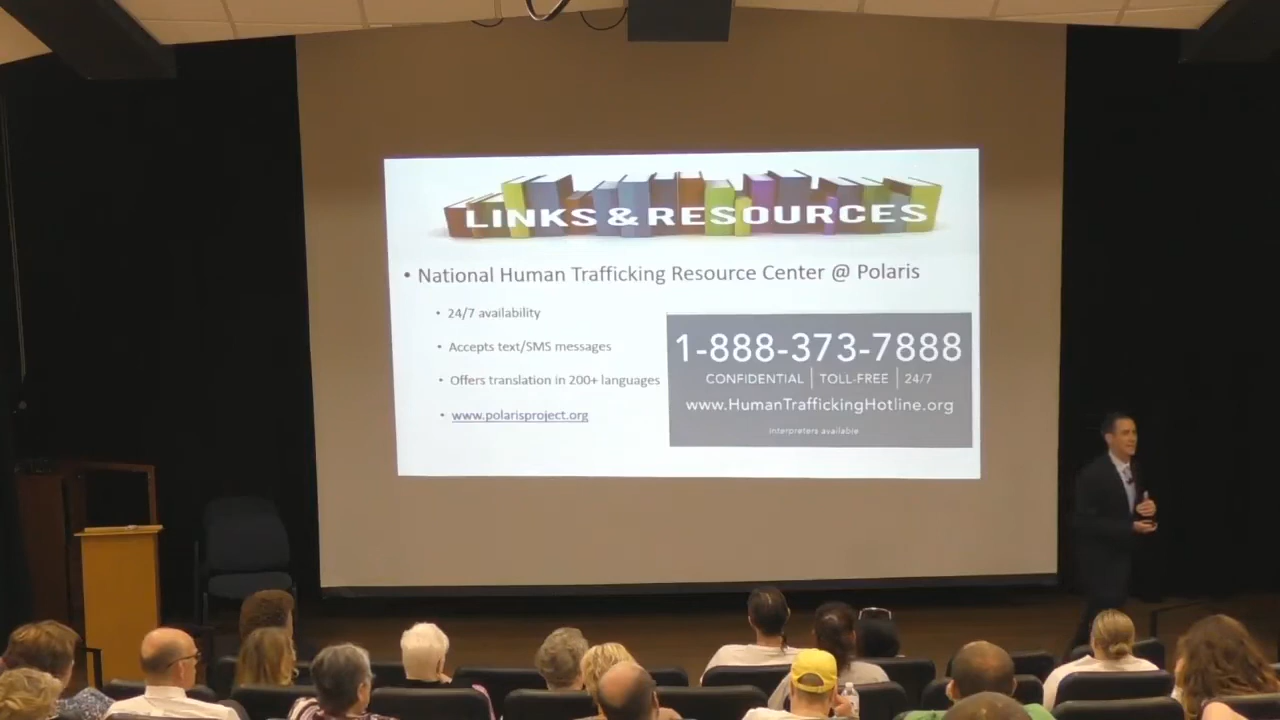 LINKS & RESOURCES
• National Human Trafficking Resource Center @ Polaris
• 24/7 availability
• Accepts text/SMS messages
• Offers translation in 200+ languages
• www.polarisproject.org
1-888-373-7888
CONFIDENTIAL | TOLL-FREE | 24/7
www.HumanTraffickingHotline.org
Interpreters available